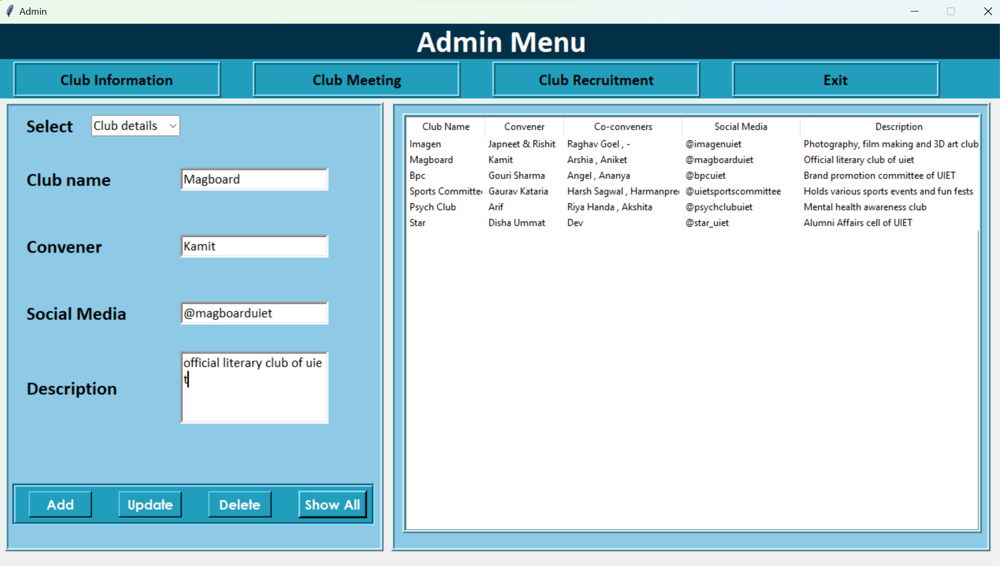 Admin
Admin Menu
Club Information Club Meeting Club Recruitment Exit
Select Club details
Club name Magboard
Convener Kamit
Social Media @magboarduiet
Description official literary club of uie
t
Add Update Delete Show All
Club Name Convener Co-conveners Social Media Description
Imagen Japneet & Rishit Raghav Goel , - @imagenuiet Photography, film making and 3D art club
Magboard Kamit Arshia , Aniket @magboarduiet Official literary club of uiet
Bpc Gouri Sharma Angel , Ananya @bpcuiet Brand promotion committee of UIET
Sports Committe Gaurav Kataria Harsh Sagwal , Harmanpre @uietsportscommittee Holds various sports events and fun fests
Psych Club Arif Riya Handa , Akshita @psychclubuiet Mental health awareness club
Star Disha Ummat Dev @star_uiet Alumni Affairs cell of UIET